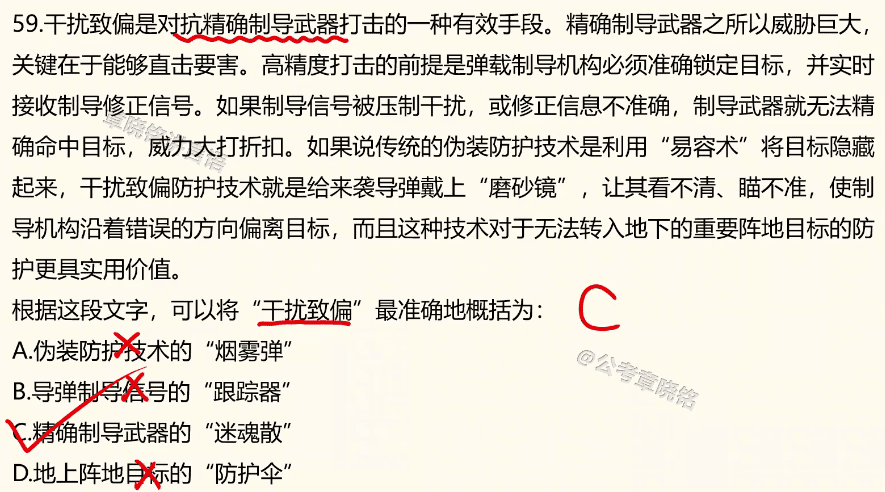 59.干扰致偏是对抗精确制导武器打击的一种有效手段。精确制导武器之所以威胁巨大，
关键在于能够直击要害。高精度打击的前提是弹载制导机构必须准确锁定目标，并实时
接收制导修正信号。如果制导信号被压制干扰，或修正信息不准确，制导武器就无法精
确命中目标，威力大打折扣。如果说传统的伪装防护技术是利用“易容术”将目标隐藏
起来，干扰致偏防护技术就是给来袭导弹戴上“磨砂镜”，让其看不清、瞄不准，使制
导机构沿着错误的方向偏离目标，而且这种技术对于无法转入地下的重要阵地目标的防
护更具实用价值。
根据这段文字，可以将“干扰致偏”最准确地概括为： C
A.伪装防护技术的“烟雾弹”
@公考章晓铭
B.导弹制导信号的“跟踪器”
C.精确制导武器的“迷魂散”
D.地上阵地目标的“防护伞”